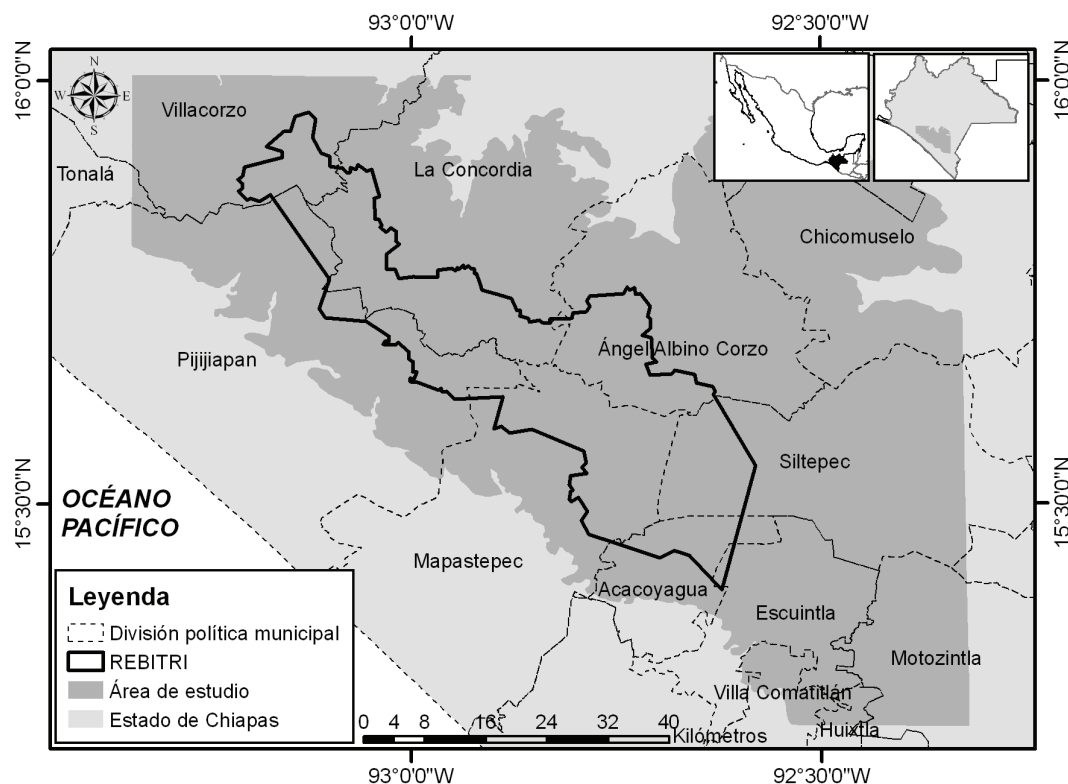 93°0'0"W
92°30'0"W
16°0'0"N
16°0'0"N
N
W
E
S
Villacorzo
Tonalá
La Concordia
Chicomuselo
Pijijiapan
Ángel Albino Corzo
Siltepec
15°30'0"N
15°30'0"N
OCÉANO
PACÍFICO
Mapastepec
Acacoyagua
Escuintla
Motozintla
Villa Comatitlán
Huixtla
Leyenda
División política municipal
REBITRI
Área de estudio
Estado de Chiapas
0 4 8 16 24 32 40
Kilómetros
93°0'0"W
92°30'0"W